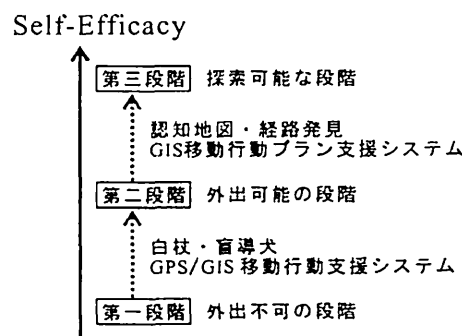 Self-Efficacy
第三段階 探索可能な段階
認知地図・経路発見
GIS移動行動プラン支援システム
第二段階 外出可能の段階
白杖・盲導犬
GPS/GIS 移動行動支援システム
第一段階 外出不可の段階